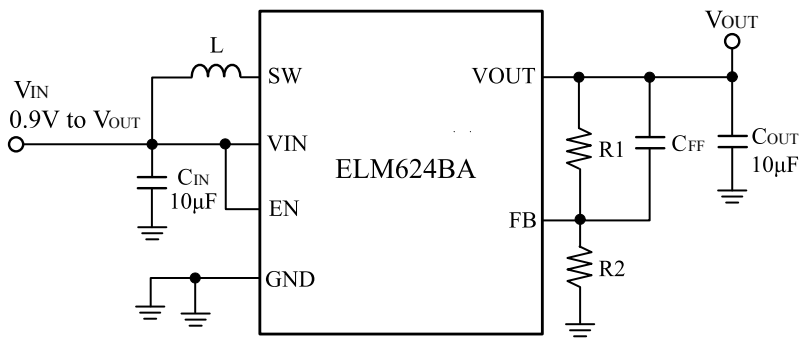 VOUT
L
SW
VOUT
VIN
0.9V to VOUT
VIN
CIN
10μF
ELM624BA
R1
CFF
COUT
10μF
EN
FB
GND
R2